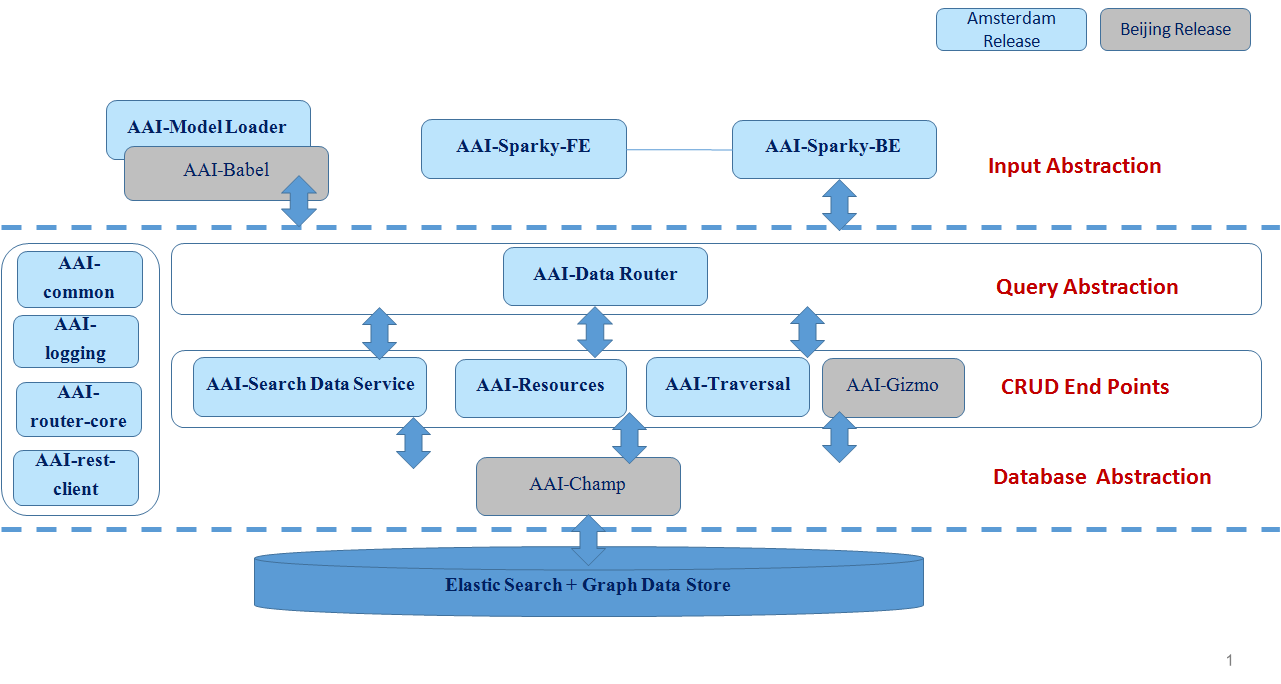 Amsterdam
Release
Beijing Release
AAI-Model Loader
AAI-Babel
AAI-Sparky-FE
AAI-Sparky-BE
Input Abstraction
AAI-
common
AAI-
logging
AAI-
router-core
AAI-rest-
client
AAI-Data Router
Query Abstraction
AAI-Search Data Service
AAI-Resources
AAI-Traversal
AAI-Gizmo
CRUD End Points
AAI-Champ
Database Abstraction
Elastic Search + Graph Data Store
1